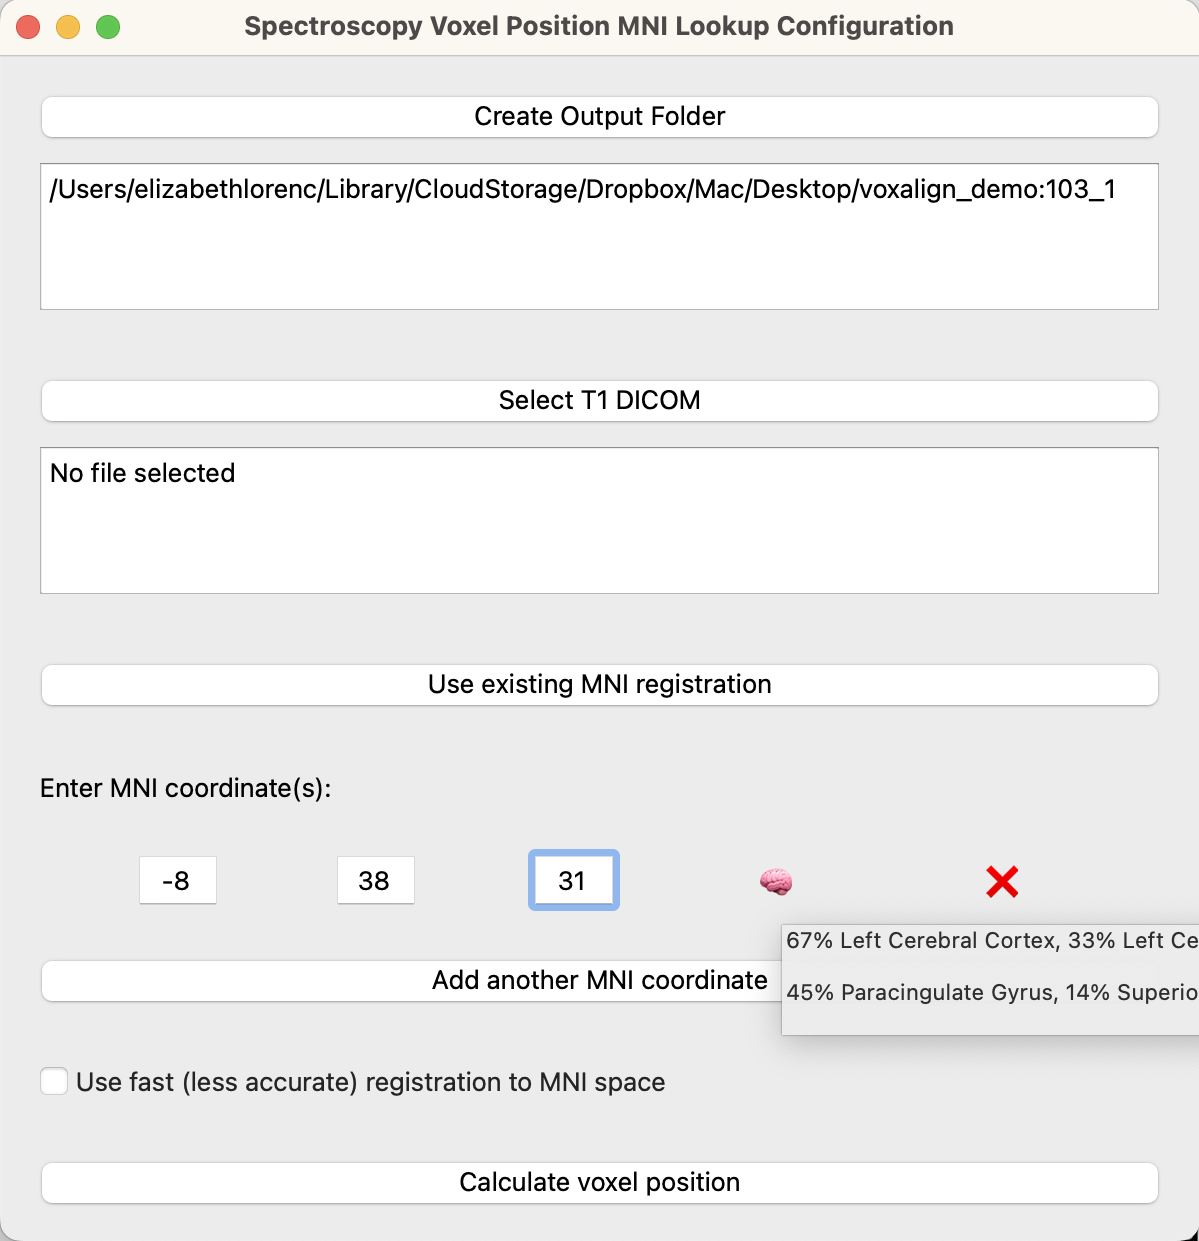 Spectroscopy Voxel Position MNI Lookup Configuration
Create Output Folder
/Users/elizabethlorenc/Library/CloudStorage/Dropbox/Mac/Desktop/voxalign_demo:103_1
Select T1 DICOM
No file selected
Use existing MNI registration
Enter MNI coordinate(s):
-8 38 31
67% Left Cerebral Cortex, 33% Left Ce
Add another MNI coordinate
45% Paracingulate Gyrus, 14% Superio
Use fast (less accurate) registration to MNI space
Calculate voxel position